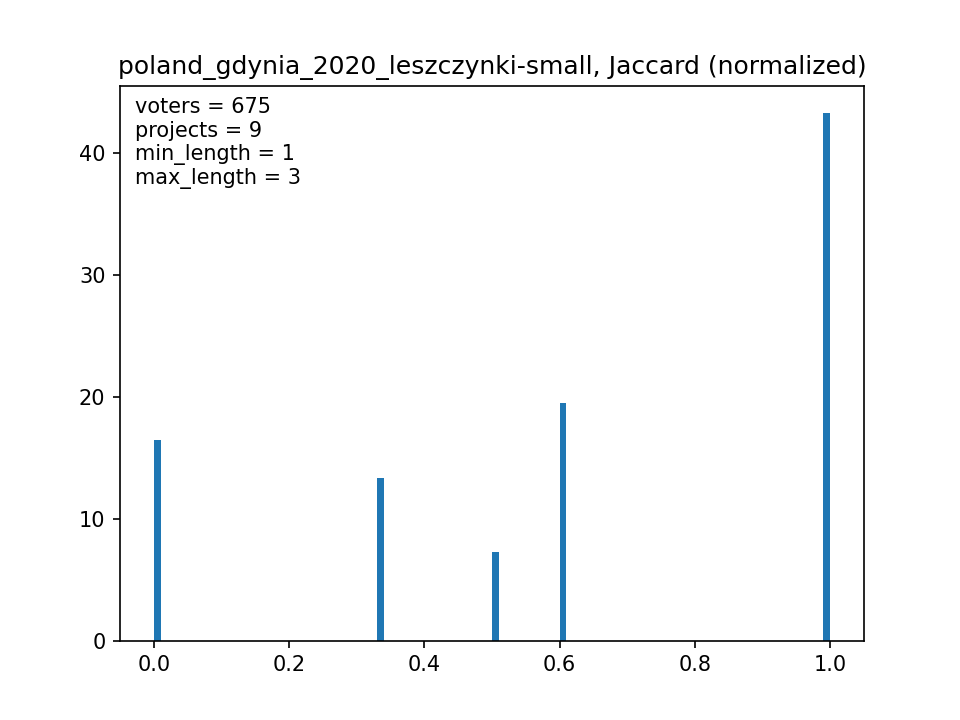 poland_gdynia_2020_leszczynki-small, Jaccard (normalized)
voters = 675
projects = 9
min_length = 1
max_length = 3
40
30
20
10
0
0.0 0.2 0.4 0.6 0.8 1.0